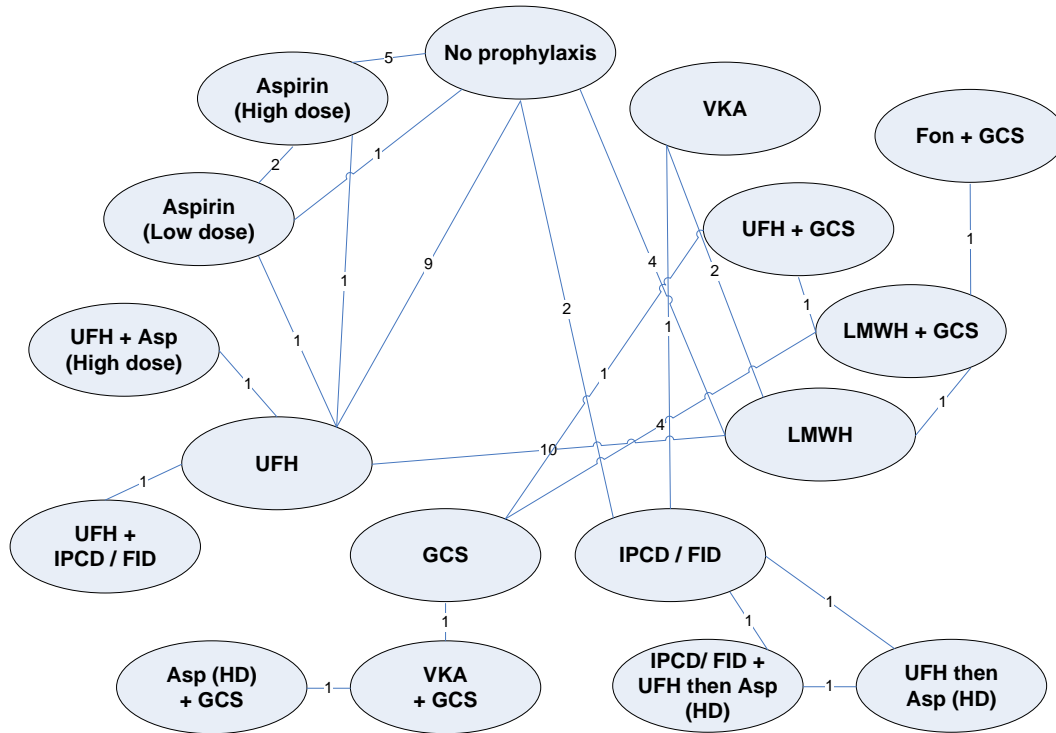 No prophylaxis
5
Aspirin
(High dose)
VKA
Fon + GCS
2
1
Aspirin
(Low dose)
UFH + GCS
1
9
4
2
1
2
1
1
UFH + Asp
(High dose)
1
1
LMWH + GCS
1
1
1
LMWH
4
10
UFH
1
UFH +
IPCD / FID
GCS
IPCD / FID
1
1
1
Asp (HD)
+ GCS
1
VKA
+ GCS
IPCD/ FID +
UFH then Asp
(HD)
1
UFH then
Asp (HD)